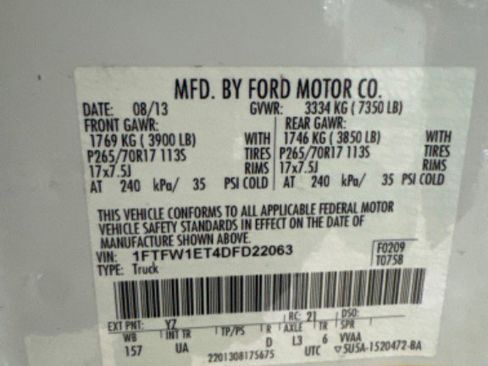 MFD. BY FORD MOTOR CO.
DATE: 08/13 GVWR: 3334 KG ( 7350 LB)
FRONT GAWR: REAR GAWR:
1769 KG ( 3900 LB) WITH 1746 KG ( 3850 LB) WITH
P265/70R17 113S TIRES P265/70R17 113S TIRES
17x7.5J RIMS 17x7.5J RIMS
AT 240 kPa/ 35 PSI COLD AT 240 kPa/ 35 PSI COLD
THIS VEHICLE CONFORMS TO ALL APPLICABLE FEDERAL MOTOR
VEHICLE SAFETY STANDARDS IN EFFECT ON THE DATE OF
MANUFACTURE SHOWN ABOVE.
VIN: 1FTFW1ET4DFD22063 F0209
TYPE: Truck T0758
EXT PNT: YZ RC: 21 DSO:
WB INT TR TP/PS R AXLE TR SPR
157 UA D L3 6 VVAA
2201308175675 UTC ▽5U5A-1520472-BA